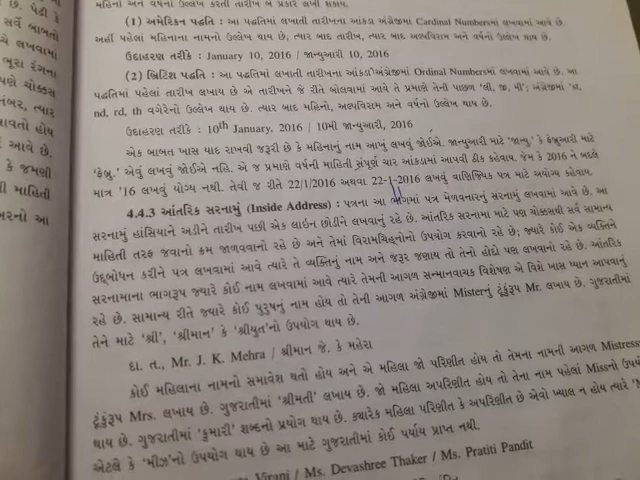 મહિનો અને વર્ષનો ઉલ્લેખ કરતી તારીખ બે પ્રકારે લખી શકાય.
(1) અમેરિકન પદ્ધતિ : આ પદ્ધતિમાં લખાતી તારીખના આંકડા અંગ્રેજીમાં Cardinal Numbersમાં લખવામાં આવે છે.
અહીં પહેલાં મહિનાના નામનો ઉલ્લેખ થાય છે, ત્યાર બાદ તારીખ, ત્યાર બાદ અલ્પવિરામ અને વર્ષનો ઉલ્લેખ થાય છે.
ઉદાહરણ તરીકે : January 10, 2016 / જાન્યુઆરી 10, 2016
(2) બ્રિટિશ પદ્ધતિ : આ પદ્ધતિમાં લખાતી તારીખના આંકડા અંગ્રેજીમાં Ordinal Numbersમાં લખવામાં આવે છે. આ
પદ્ધતિમાં પહેલાં તારીખ લખાય છે એ તારીખને જે રીતે બોલવામાં આવે તે પ્રમાણે તેની પાછળ 'લી, જી, મી'; અંગ્રેજીમાં 'st,
nd, rd, th વગેરેનો ઉલ્લેખ થાય છે. ત્યાર બાદ મહિનો, અલ્પવિરામ અને વર્ષનો ઉલ્લેખ થાય છે.
ઉદાહરણ તરીકે : 10th January, 2016 / 10મી જાન્યુઆરી, 2016
એક બાબત ખાસ યાદ રાખવી જરૂરી છે કે મહિનાનું નામ આખું લખવું જોઈએ. જાન્યુઆરી માટે 'જાન્યુ.' કે ફેબ્રુઆરી માટે
'ફેબ્રુ.' એવું લખવું જોઈએ નહિ. એ જ પ્રમાણે વર્ષની માહિતી સંપૂર્ણ ચાર આંકડામાં આપવી ઠીક કહેવાય. જેમ કે 2016 ને બદલે
માત્ર '16 લખવું યોગ્ય નથી. તેવી જ રીતે 22/1/2016 અથવા 22-1-2016 લખવું વાણિજ્યિક પત્ર માટે અયોગ્ય કહેવાય.
4.4.3 આંતરિક સરનામું (Inside Address) : પત્રના આ ભાગમાં પત્ર મેળવનારનું સરનામું લખવામાં આવે છે. આ
સરનામું હાંસિયાને અડીને તારીખ પછી એક લાઇન છોડીને લખવાનું રહે છે. આંતરિક સરનામા માટે પણ ચોક્કસાથી સર્વ સામાન્ય
માહિતી તરફ જવાનો ક્રમ જાળવવાનો રહે છે અને તેમાં વિરામચિહ્નોનો ઉપયોગ કરવાનો રહે છે; જ્યારે કોઈ એક વ્યક્તિને
ઉદ્બોધન કરીને પત્ર લખવામાં આવે ત્યારે તે વ્યક્તિનું નામ અને જરૂર જણાય તો તેનો હોદ્દો પણ લખવાનો રહે છે. આંતરિક
સરનામાના ભાગરૂપ જ્યારે કોઈ નામ લખવામાં આવે ત્યારે તેમની આગળ સન્માનવાચક વિશેષણ એ વિશે ખાસ ધ્યાન આપવાનું
રહે છે. સામાન્ય રીતે જ્યારે કોઈ પુરુષનું નામ હોય તો તેની આગળ અંગ્રેજીમાં Misterનું ટૂંકુંરૂપ Mr. લખાય છે. ગુજરાતીમાં
તેને માટે 'શ્રી', 'શ્રીમાન' કે 'શ્રીયુત'નો ઉપયોગ થાય છે.
દા. ત., Mr. J. K. Mehra / શ્રીમાન જે. કે મહેરા
કોઈ મહિલાના નામનો સમાવેશ થતો હોય અને એ મહિલા જો પરિણીત હોય તો તેમના નામની આગળ Mistress
ટૂંકુંરૂપ Mrs. લખાય છે. ગુજરાતીમાં 'શ્રીમતી' લખાય છે. જો મહિલા અપરિણીત હોય તો તેના નામ પહેલાં Missનો ઉપયો
થાય છે. ગુજરાતીમાં 'કુમારી' શબ્દનો પ્રયોગ થાય છે. ક્યારેક મહિલા પરિણીત કે અપરિણીત છે એવો ખ્યાલ ન હોય ત્યારે
એટલે કે 'મીઝ'નો ઉપયોગ થાય છે આ માટે ગુજરાતીમાં કોઈ પર્યાય પ્રાપ્ત નથી.
Virani / Ms. Devashree Thaker / Ms. Pratiti Pandit